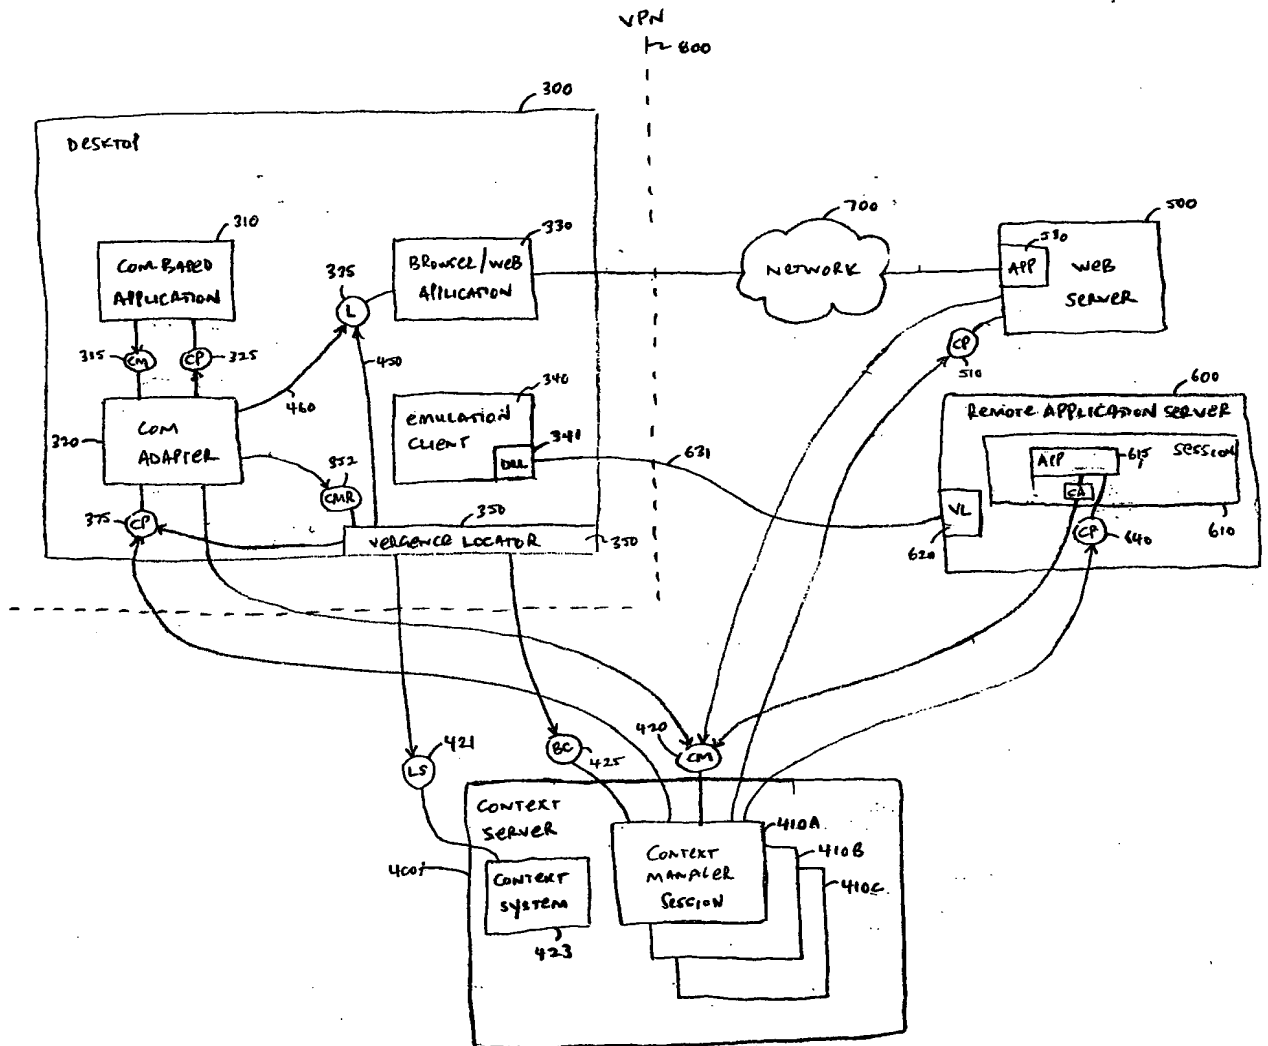 VPN
800
300
DESKTOP
310
COM BASED
APPLICATION
330
BROWSER/WEB
APPLICATION
335
L
700
NETWORK
500
530
APP
WEB
SERVER
315
CM
CP
325
450
460
CP
510
320
COM
ADAPTER
340
EMULATION
CLIENT
341
DLL
352
CMR
631
600
REMOTE APPLICATION SERVER
SESSION
APP
615
CA
VL
620
CP
640
610
375
CP
350
VERGENCE LOCATOR
350
421
LS
BC
425
420
CM
CONTEXT
SERVER
400
CONTEXT
SYSTEM
423
CONTEXT
MANAGER
SESSION
410A
410B
410C